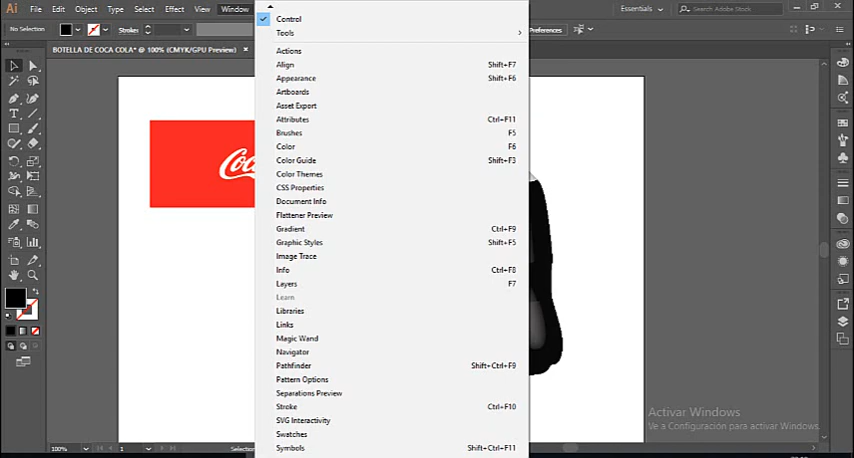 Ai File Edit Object Type Select Effect View Window
Essentials
Search Adobe Stock
No Selection
Stroke:
Preferences
BOTELLA DE COCA COLA* @ 100% (CMYK/GPU Preview)
Control
Tools
Actions
Align Shift+F7
Appearance Shift+F6
Artboards
Asset Export
Attributes Ctrl+F11
Brushes F5
Color F6
Color Guide Shift+F3
Color Themes
CSS Properties
Document Info
Flattener Preview
Gradient Ctrl+F9
Graphic Styles Shift+F5
Image Trace
Info Ctrl+F8
Layers F7
Learn
Libraries
Links
Magic Wand
Navigator
Pathfinder Shift+Ctrl+F9
Pattern Options
Separations Preview
Stroke Ctrl+F10
SVG Interactivity
Swatches
Symbols Shift+Ctrl+F11
Coc
Activar Windows
Ve a Configuración para activar Windows.
100% 1 Selection